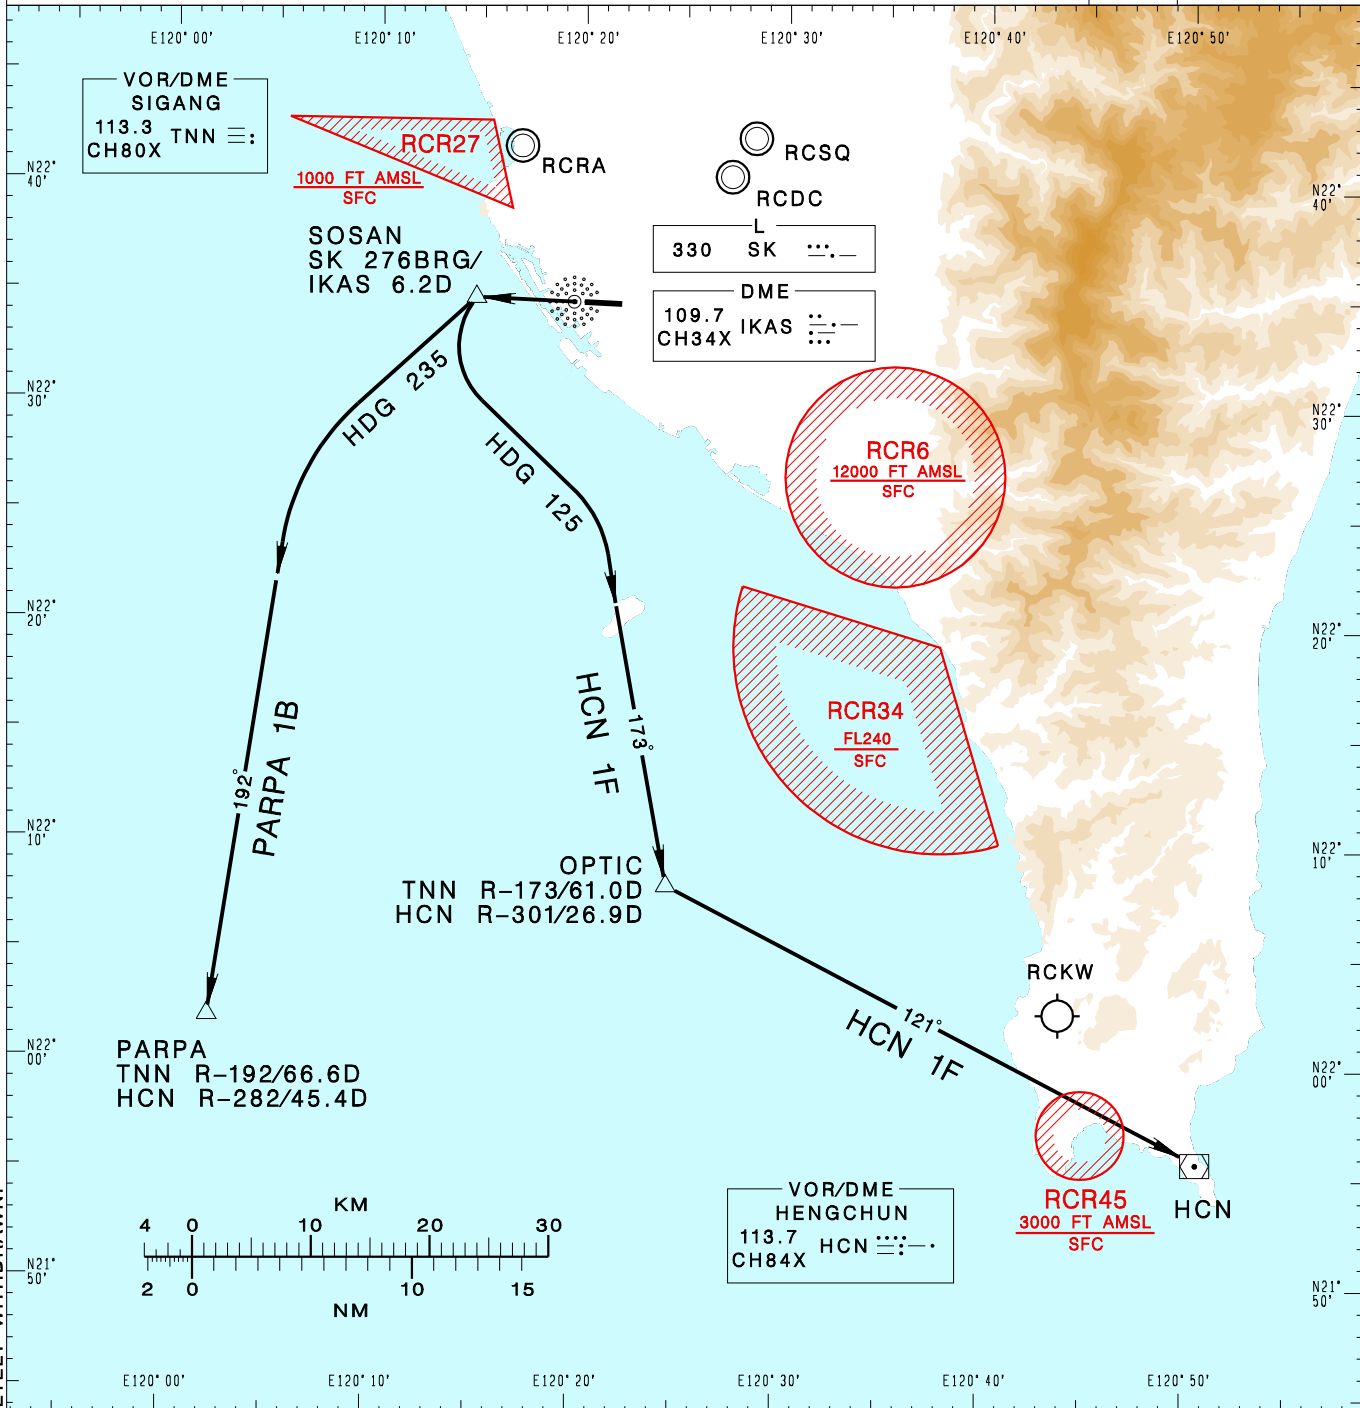 E120° 00'
E120° 10'
E120° 20'
E120° 30'
E120° 40'
E120° 50'
VOR/DME
SIGANG
113.3
CH80X
TNN
RCR27
1000 FT AMSL
SFC
RCRA
RCSQ
RCDC
N22°
40'
N22°
40'
L
330 SK
DME
109.7
CH34X
IKAS
SOSAN
SK 276BRG/
IKAS 6.2D
HDG 235
HDG 125
N22°
30'
N22°
30'
RCR6
12000 FT AMSL
SFC
N22°
20'
N22°
20'
RCR34
FL240
SFC
HCN 1F
173°
PARPA 1B
192°
N22°
10'
N22°
10'
OPTIC
TNN R-173/61.0D
HCN R-301/26.9D
RCKW
121°
HCN 1F
PARPA
TNN R-192/66.6D
HCN R-282/45.4D
N22°
00'
N22°
00'
RCR45
3000 FT AMSL
SFC
HCN
VOR/DME
HENGCHUN
113.7
CH84X
HCN
KM
4 0 10 20 30
2 0 10 15
NM
N21°
50'
N21°
50'
E120° 00'
E120° 10'
E120° 20'
E120° 30'
E120° 40'
E120° 50'